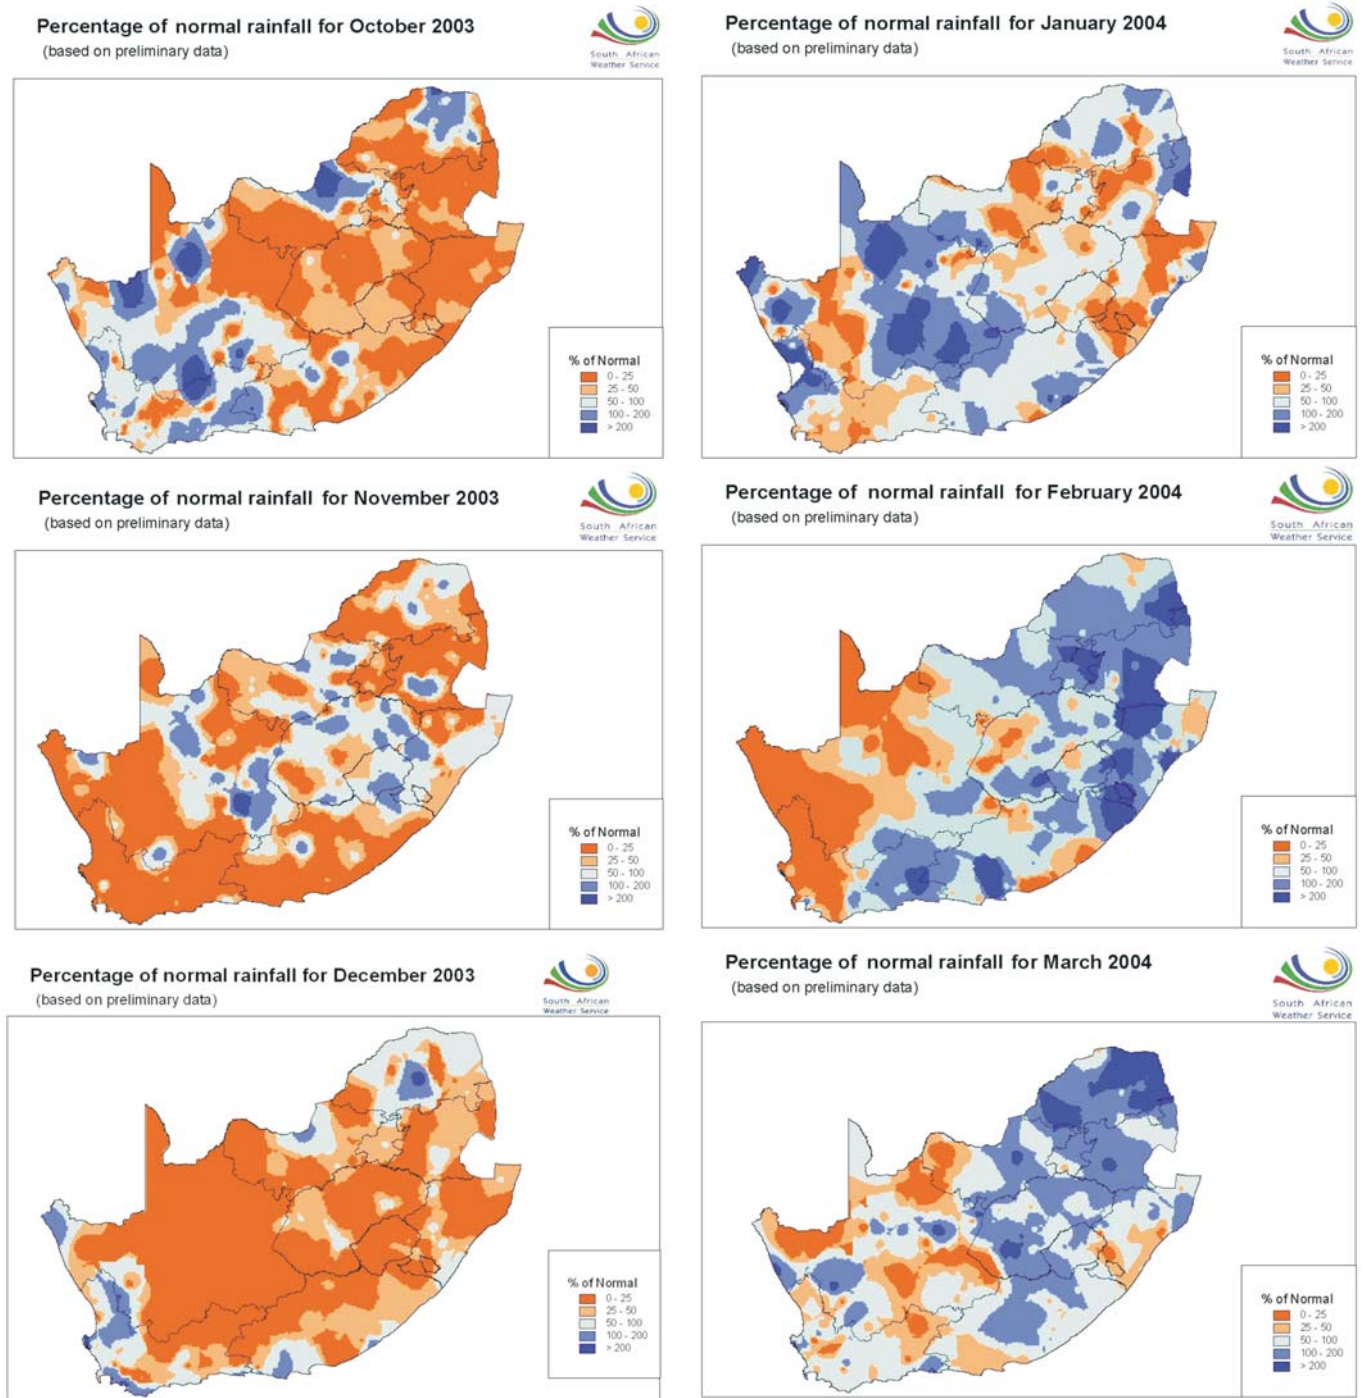 Percentage of normal rainfall for October 2003
(based on preliminary data)
South African
Weather Service
% of Normal
0 - 25
25 - 50
50 - 100
100 - 200
> 200
Percentage of normal rainfall for January 2004
(based on preliminary data)
South African
Weather Service
% of Normal
0 - 25
25 - 50
50 - 100
100 - 200
> 200
Percentage of normal rainfall for November 2003
(based on preliminary data)
South African
Weather Service
% of Normal
0 - 25
25 - 50
50 - 100
100 - 200
> 200
Percentage of normal rainfall for February 2004
(based on preliminary data)
South African
Weather Service
% of Normal
0 - 25
25 - 50
50 - 100
100 - 200
> 200
Percentage of normal rainfall for December 2003
(based on preliminary data)
South African
Weather Service
% of Normal
0 - 25
25 - 50
50 - 100
100 - 200
> 200
Percentage of normal rainfall for March 2004
(based on preliminary data)
South African
Weather Service
% of Normal
0 - 25
25 - 50
50 - 100
100 - 200
> 200